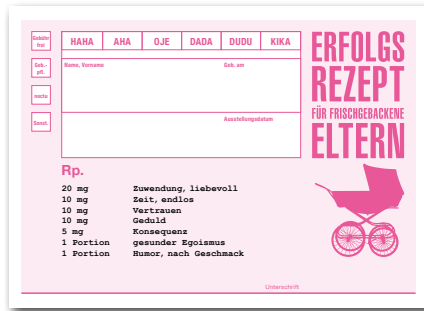 Gebühr frei
Geb.-pfl.
noctu
Sonst.
HAHA AHA OJE DADA DUDU KIKA
Name, Vorname Geb. am
Ausstellungsdatum
ERFOLGS
REZEPT
FÜR FRISCHGEBACKENE
ELTERN
Rp.
20 mg Zuwendung, liebevoll
10 mg Zeit, endlos
10 mg Vertrauen
10 mg Geduld
5 mg Konsequenz
1 Portion gesunder Egoismus
1 Portion Humor, nach Geschmack
Unterschrift